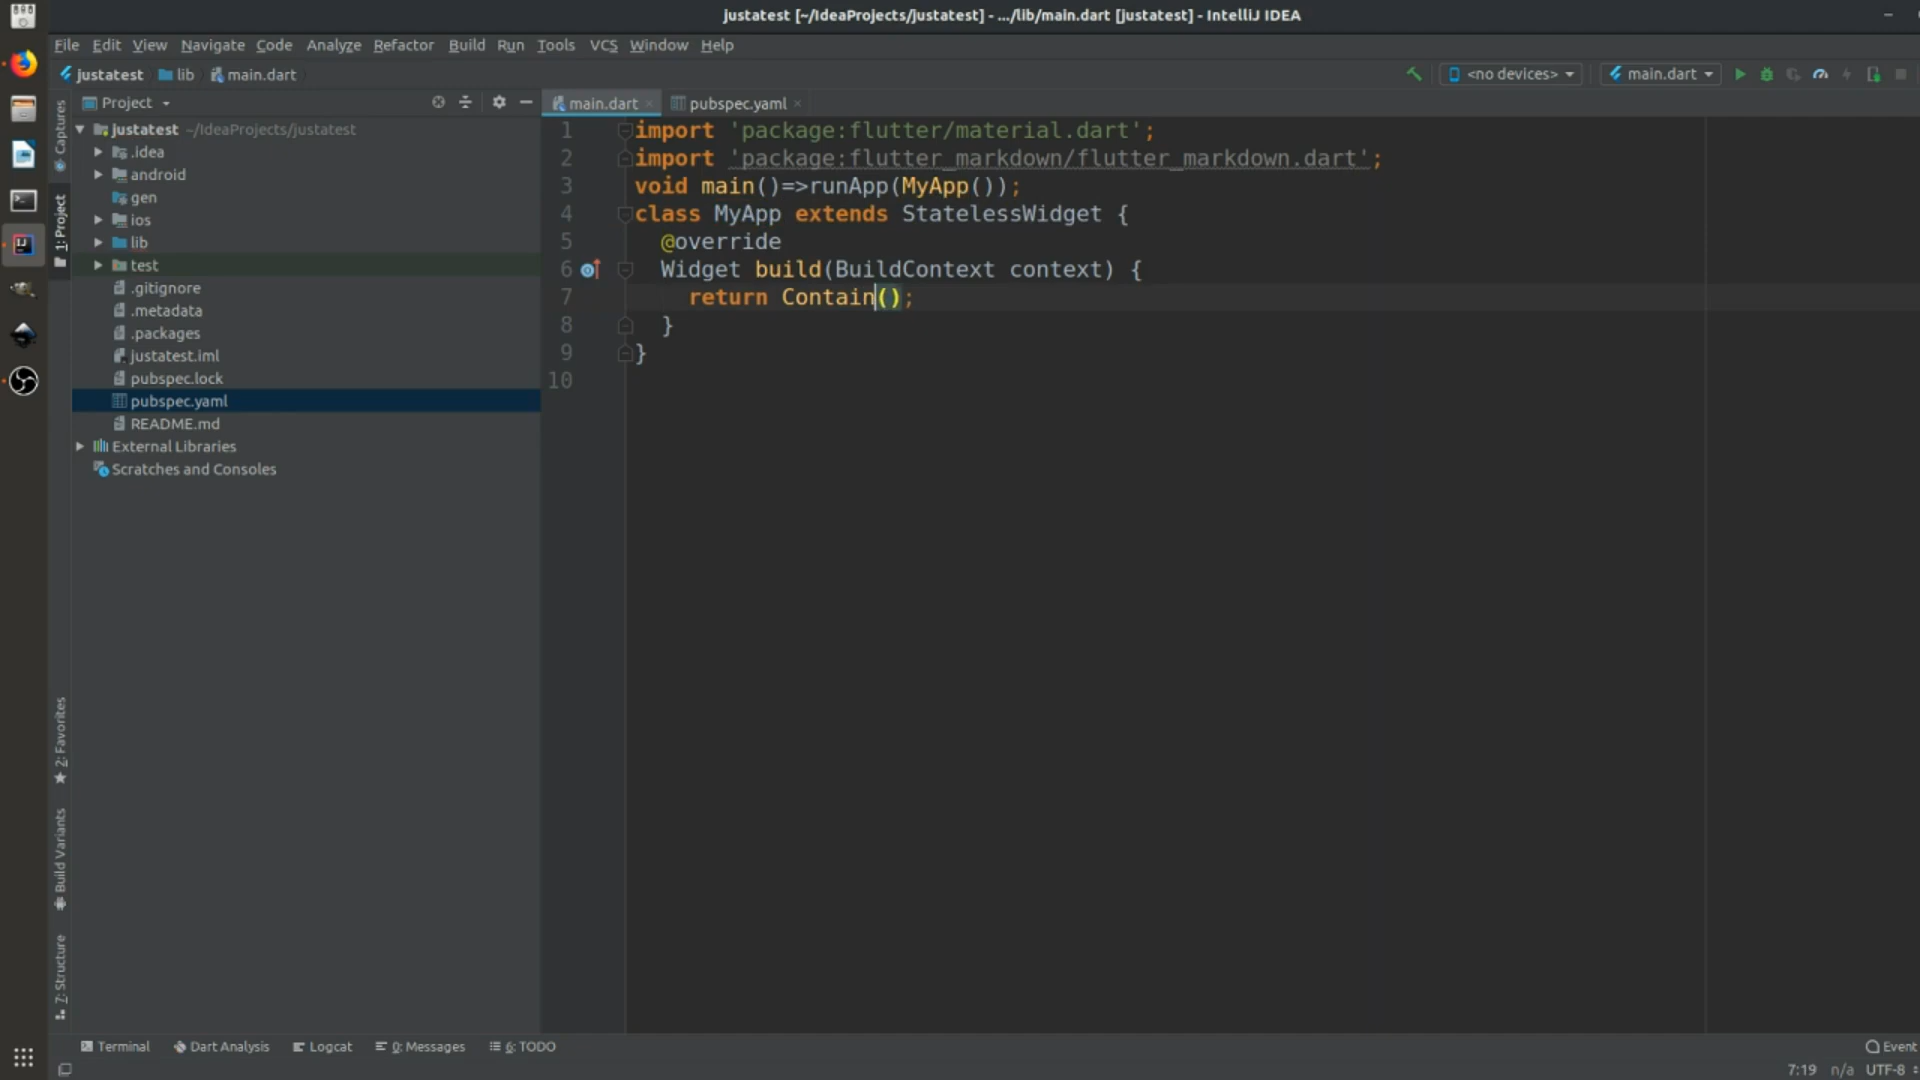 justatest [~/IdeaProjects/justatest] - .../lib/main.dart [justatest] - IntelliJ IDEA
File Edit View Navigate Code Analyze Refactor Build Run Tools VCS Window Help
justatest lib main.dart <no devices> main.dart
Project main.dart pubspec.yaml
Captures
1: Project
2: Favorites
Build Variants
7: Structure
justatest ~/IdeaProjects/justatest
.idea
android
gen
ios
lib
test
.gitignore
.metadata
.packages
justatest.iml
pubspec.lock
pubspec.yaml
README.md
External Libraries
Scratches and Consoles
1 import 'package:flutter/material.dart';
2 import 'package:flutter_markdown/flutter_markdown.dart';
3 void main()=>runApp(MyApp());
4 class MyApp extends StatelessWidget {
5 @override
6 Widget build(BuildContext context) {
7 return Contain();
8 }
9 }
10
Terminal Dart Analysis Logcat 0: Messages 6: TODO Event
7:19 n/a UTF-8